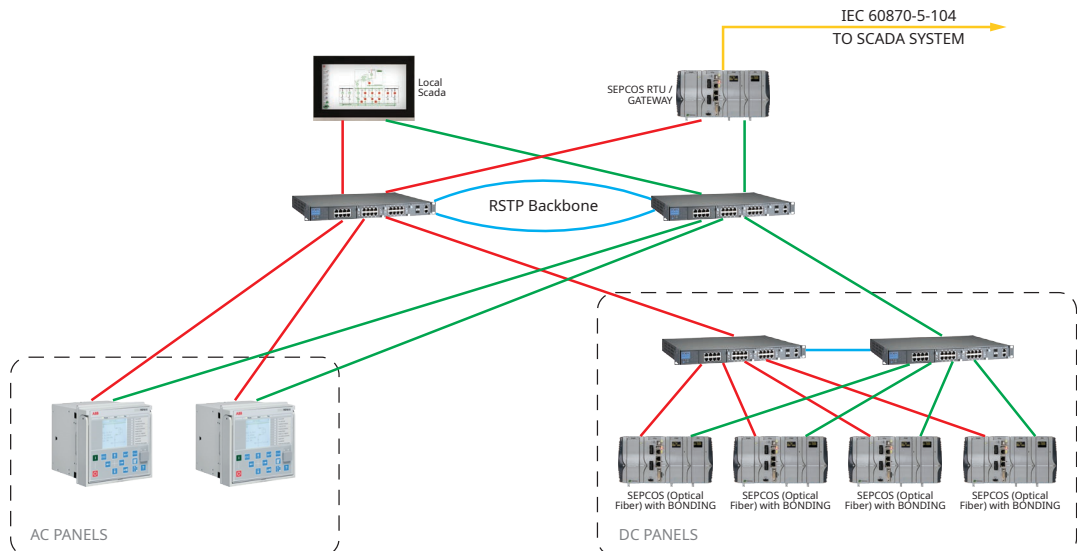 IEC 60870-5-104
TO SCADA SYSTEM
Local
Scada
SEPCOS RTU /
GATEWAY
RSTP Backbone
ABB
ABB
SEPCOS (Optical
Fiber) with BONDING
SEPCOS (Optical
Fiber) with BONDING
SEPCOS (Optical
Fiber) with BONDING
SEPCOS (Optical
Fiber) with BONDING
AC PANELS
DC PANELS